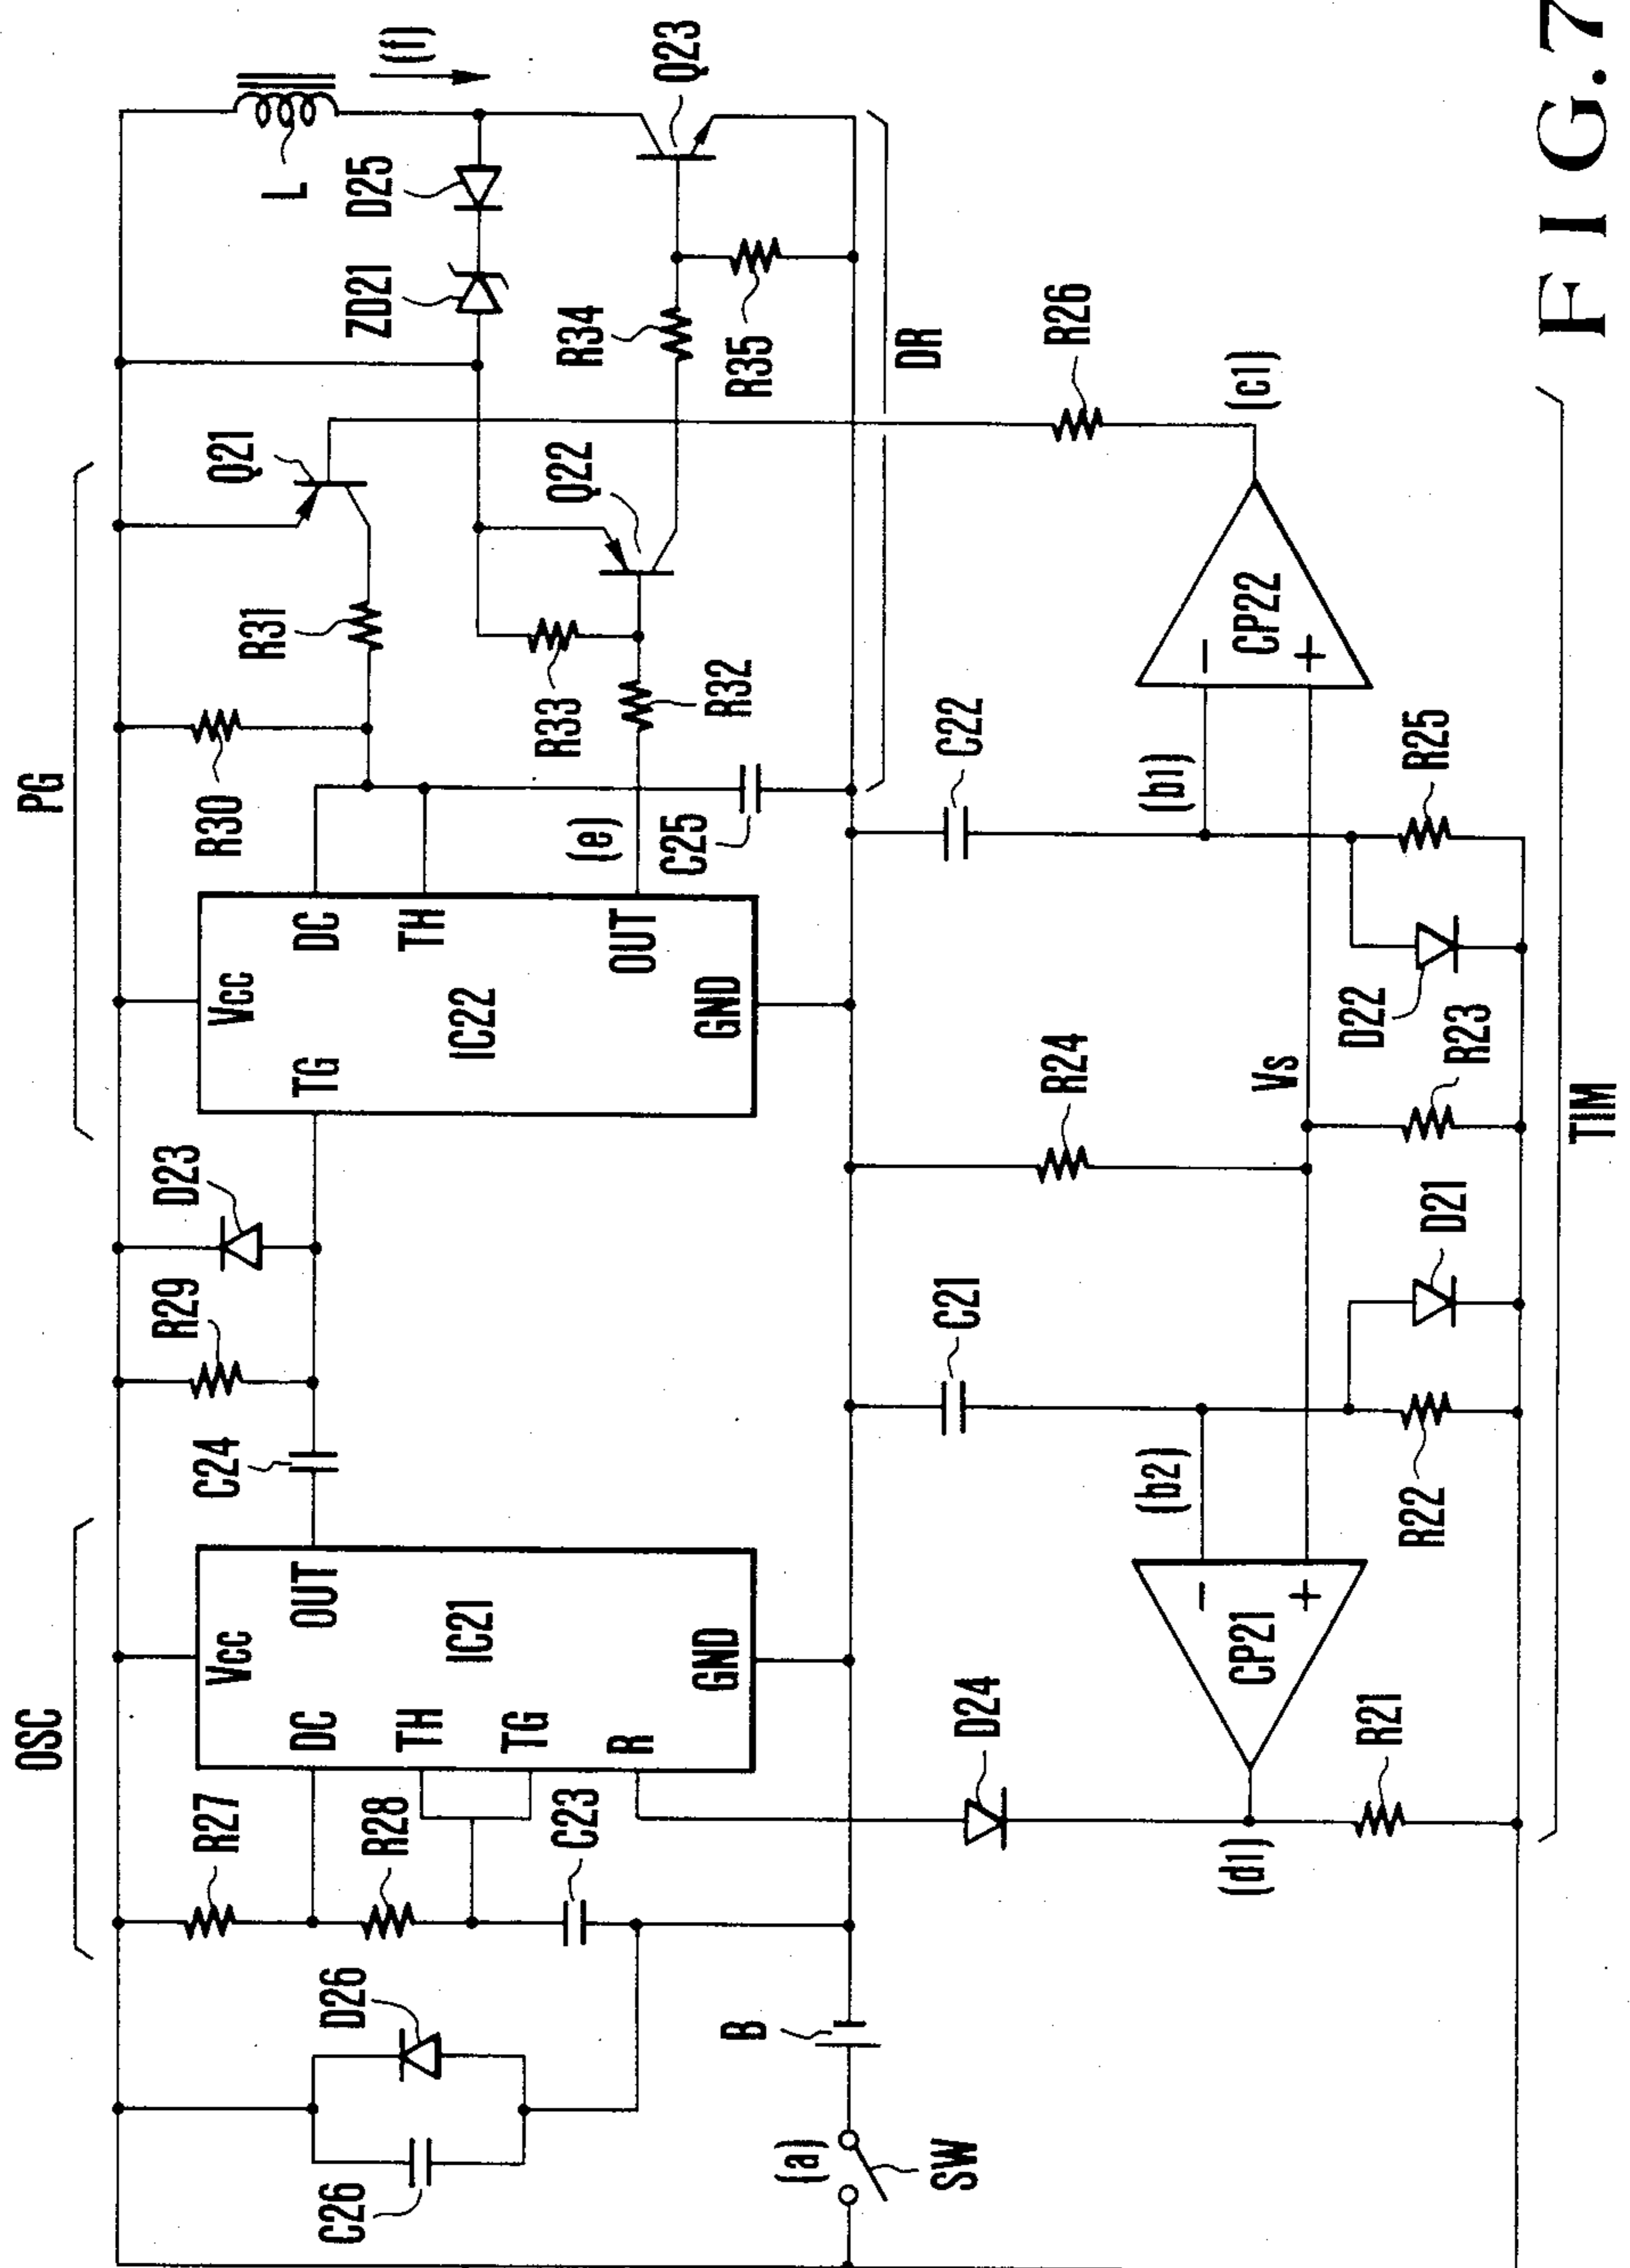 OSC
PG
R27
R28
C23
D26
C26
Vcc
OUT
DC
TH
TG
R
IC21
GND
C24
R29
D23
Vcc
TG
DC
TH
OUT
IC22
GND
R30
R31
Q21
(e)
C25
R32
R33
Q22
ZD21
D25
L
(f)
Q23
R34
R35
DR
(a)
SW
B
D24
(d1)
R21
CP21
-
+
(b2)
C21
R22
D21
R24
Vs
R23
D22
C22
(b1)
R25
CP22
-
+
R26
(c1)
TIM
FIG.7